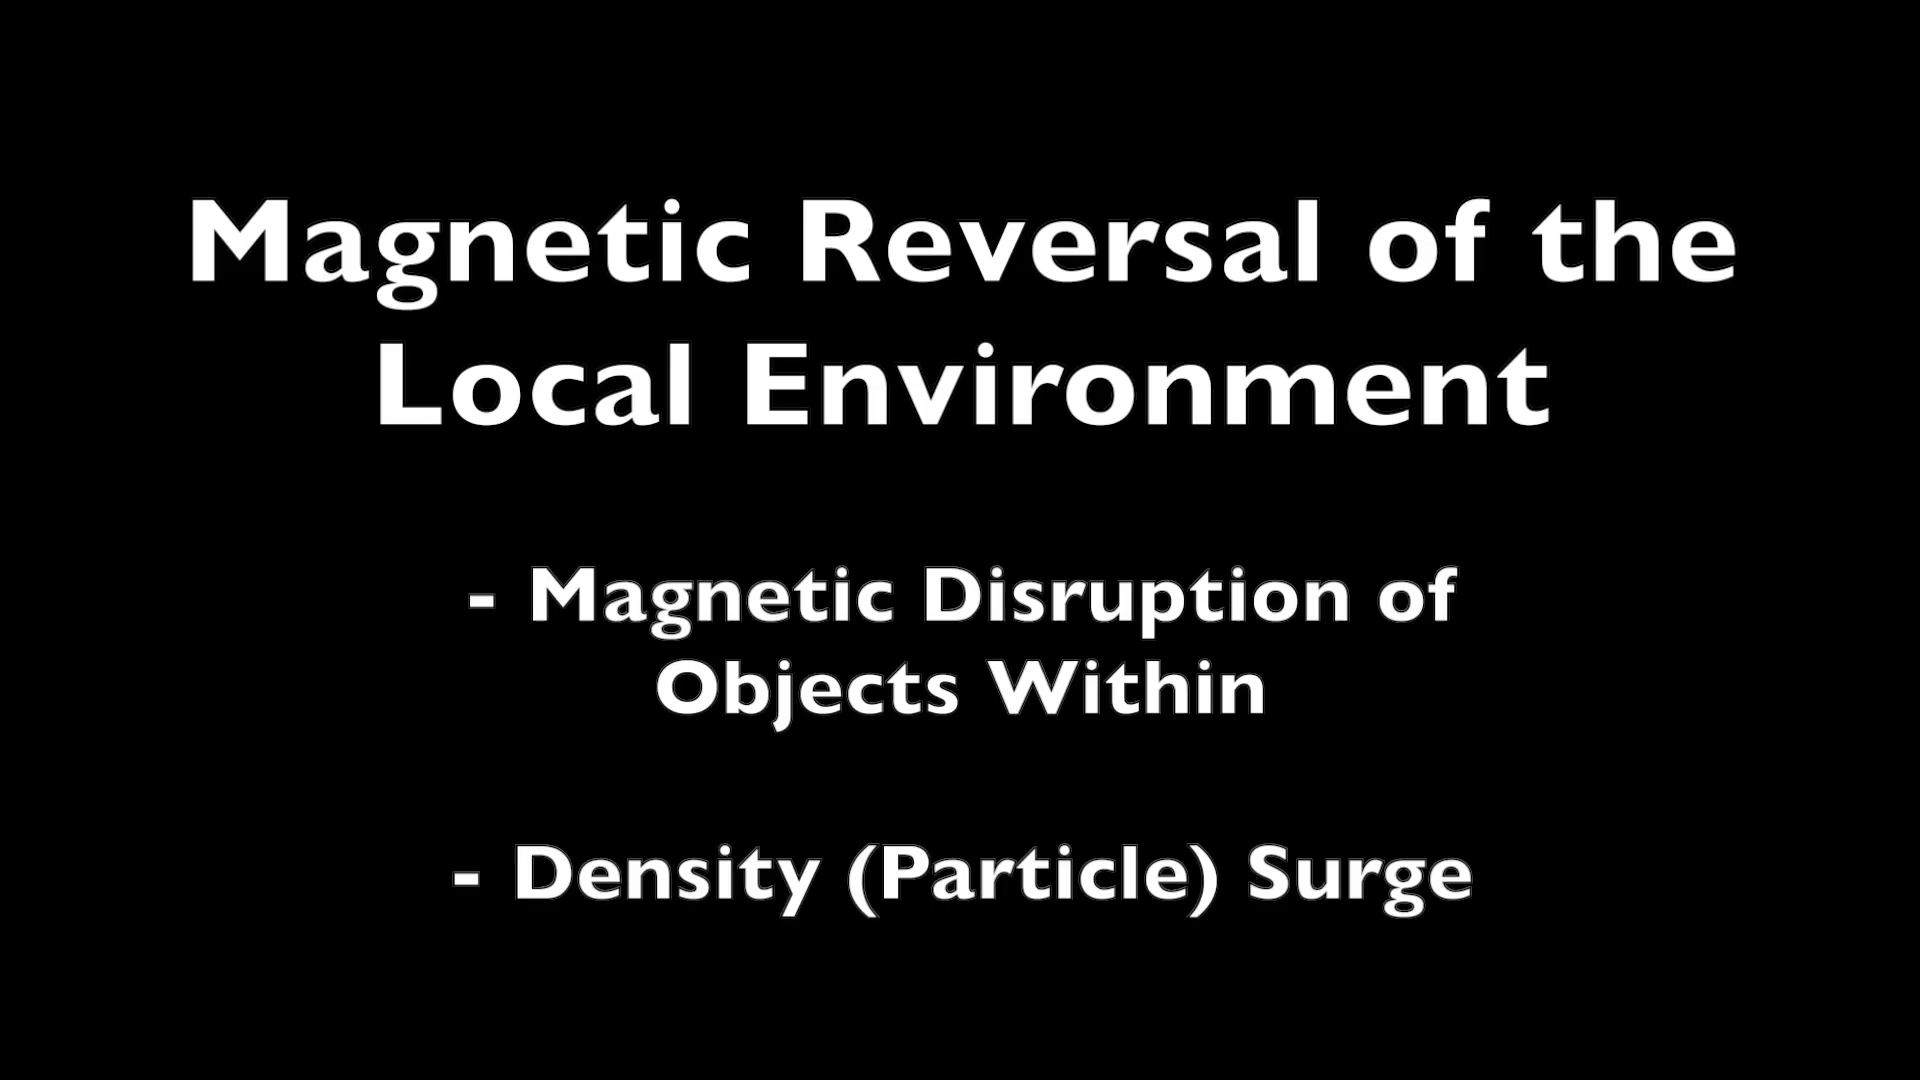 Magnetic Reversal of the
Local Environment
- Magnetic Disruption of
Objects Within
- Density (Particle) Surge